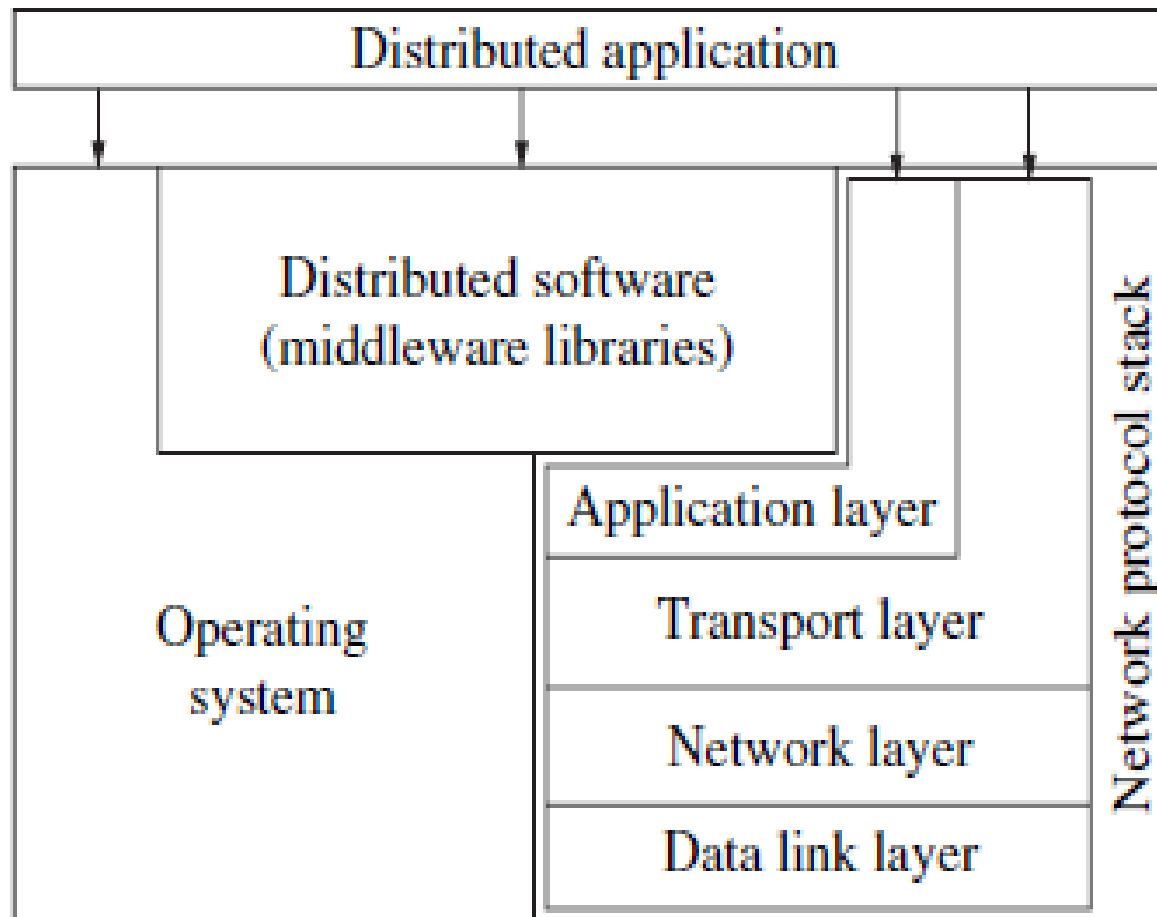 Distributed application
Distributed software
(middleware libraries)
Application layer
Operating
system
Transport layer
Network layer
Data link layer
Network protocol stack